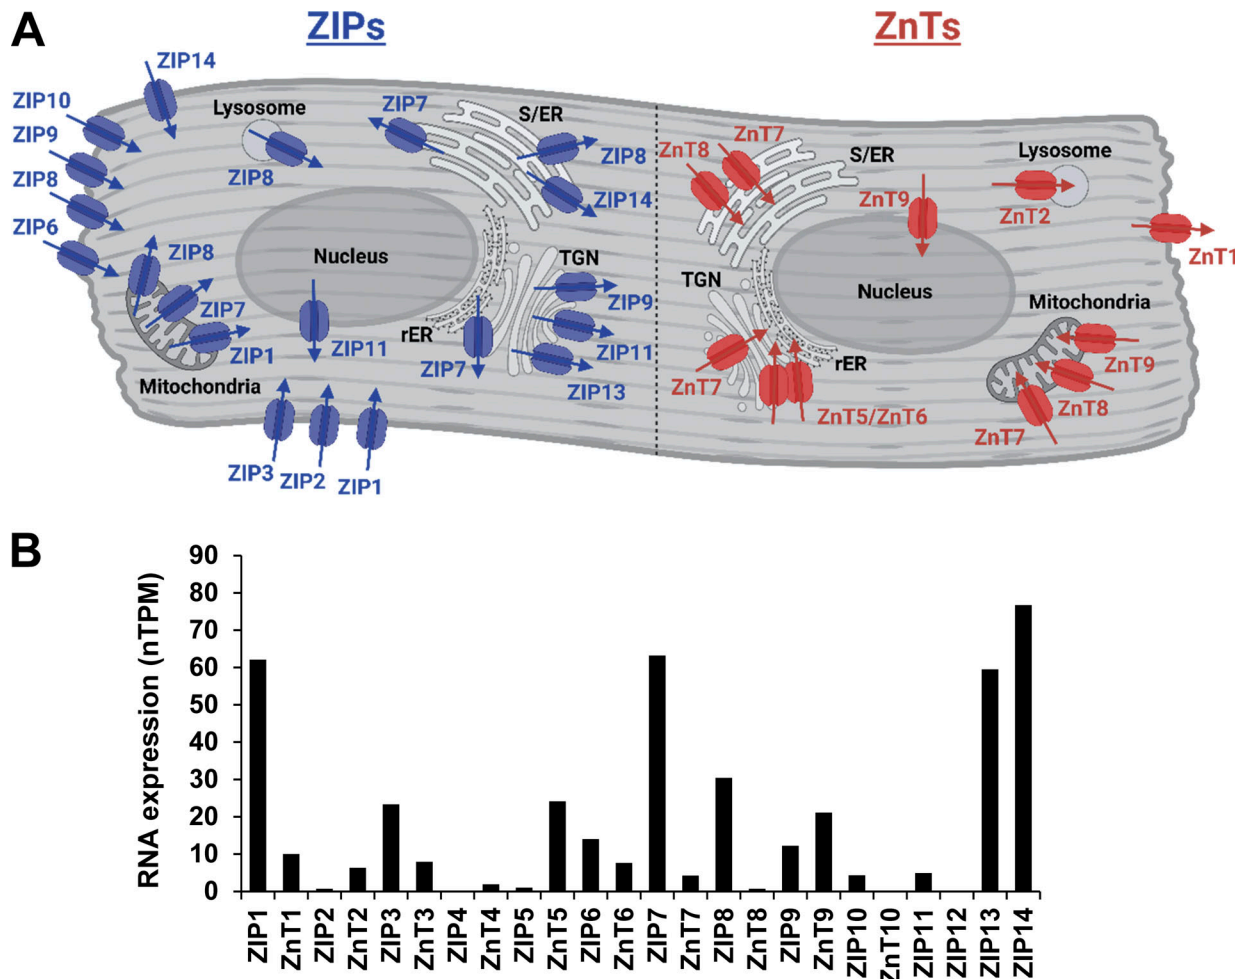 A
ZIPs
ZnTs
ZIP14
ZIP10
ZIP9
ZIP8
ZIP6
Lysosome
ZIP8
ZIP7
S/ER
ZIP8
ZIP14
Nucleus
ZIP8
ZIP7
ZIP1
Mitochondria
ZIP11
rER
ZIP7
TGN
ZIP9
ZIP11
ZIP13
ZIP3
ZIP2
ZIP1
ZnT7
ZnT8
S/ER
ZnT9
Lysosome
ZnT2
ZnT1
TGN
Nucleus
Mitochondria
rER
ZnT7
ZnT5/ZnT6
ZnT9
ZnT8
ZnT7
B
RNA expression (nTPM)
90
80
70
60
50
40
30
20
10
0
ZIP1
ZnT1
ZIP2
ZnT2
ZIP3
ZnT3
ZIP4
ZnT4
ZIP5
ZnT5
ZIP6
ZnT6
ZIP7
ZnT7
ZIP8
ZnT8
ZIP9
ZnT9
ZIP10
ZnT10
ZIP11
ZIP12
ZIP13
ZIP14